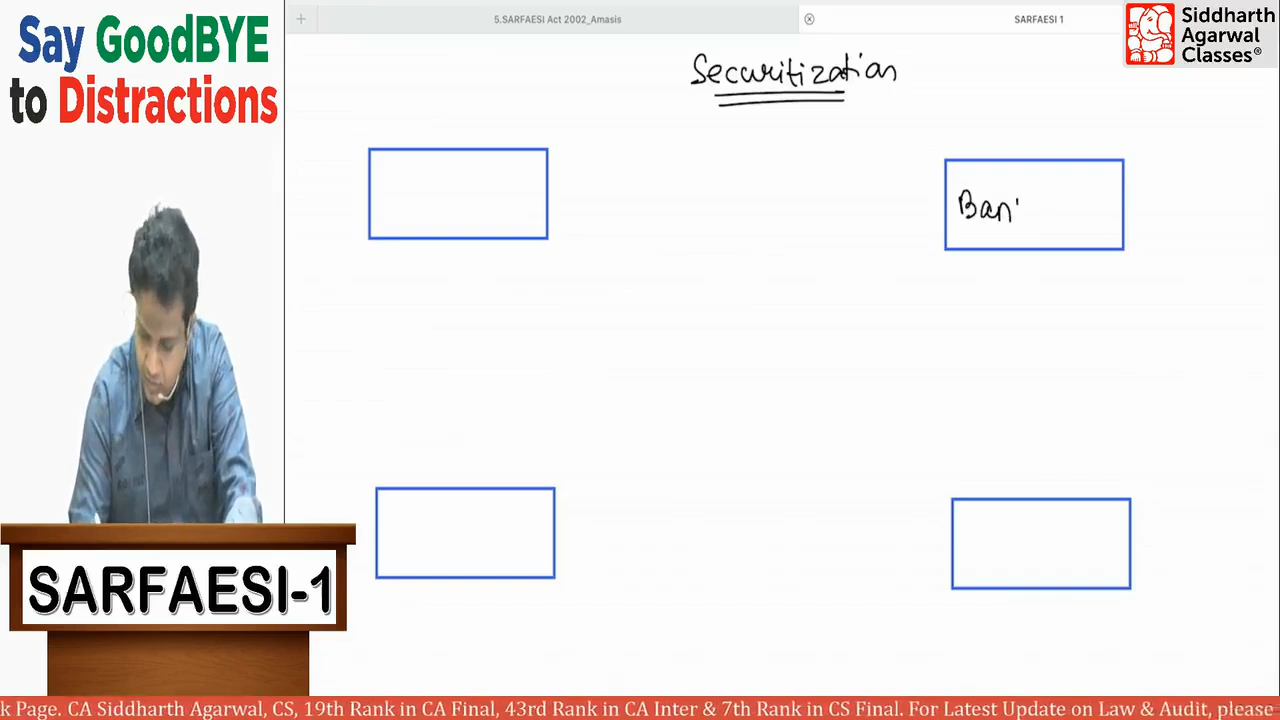 Say GoodBYE
to Distractions
5.SARFAESI Act 2002_Amasis
SARFAESI 1
Siddharth
Agarwal
Classes®
Securitization
Ban
SARFAESI-1
k Page. CA Siddharth Agarwal, CS, 19th Rank in CA Final, 43rd Rank in CA Inter & 7th Rank in CS Final. For Latest Update on Law & Audit, please